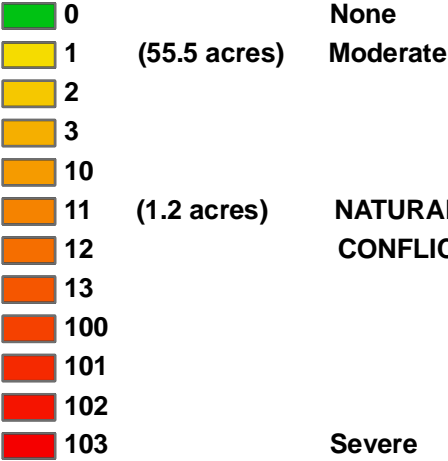 0 None
1 (55.5 acres) Moderate
2
3
10
11 (1.2 acres) NATURAL
12 CONFLIC
13
100
101
102
103 Severe